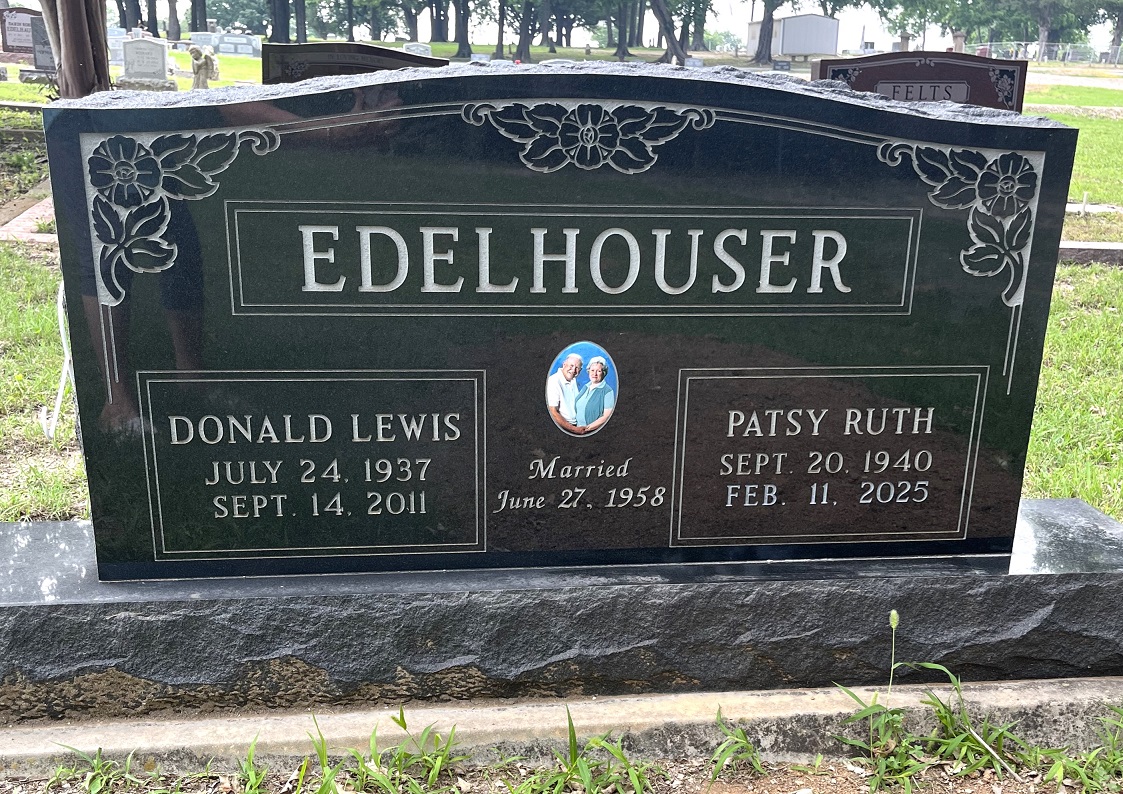 FELTS
EDELHOUSER
DONALD LEWIS
JULY 24, 1937
SEPT. 14, 2011
Married
June 27, 1958
PATSY RUTH
SEPT. 20, 1940
FEB. 11, 2025